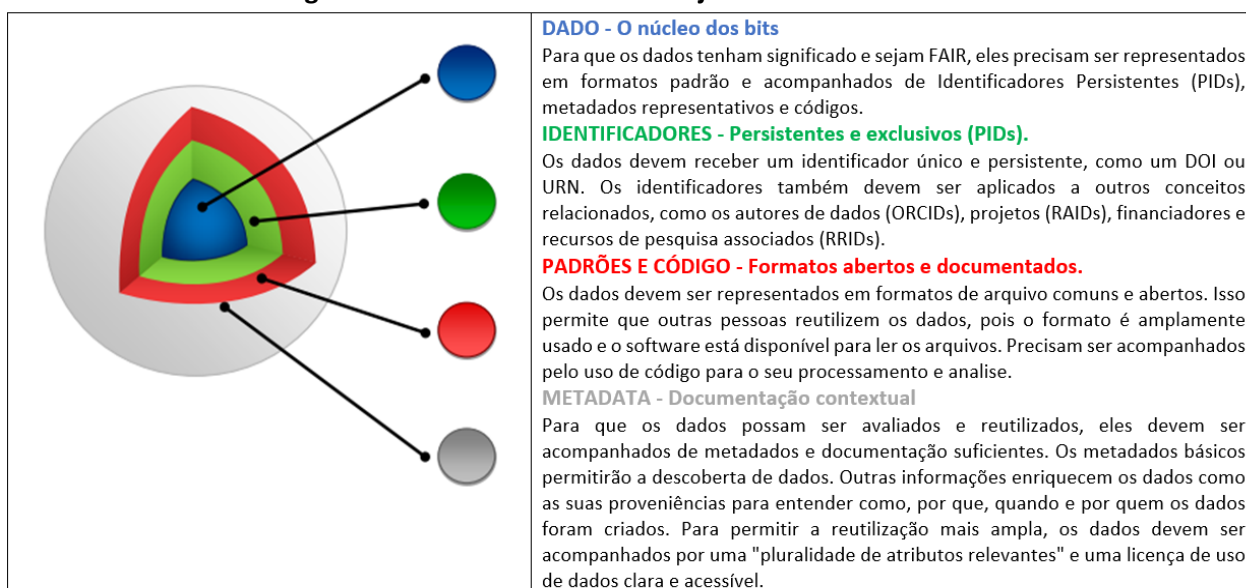 DADO - O núcleo dos bits
Para que os dados tenham significado e sejam FAIR, eles precisam ser representados
em formatos padrão e acompanhados de Identificadores Persistentes (PIDs),
metadados representativos e códigos.
IDENTIFICADORES - Persistentes e exclusivos (PIDs).
Os dados devem receber um identificador único e persistente, como um DOI ou
URN. Os identificadores também devem ser aplicados a outros conceitos
relacionados, como os autores de dados (ORCIDs), projetos (RAIDs), financiadores e
recursos de pesquisa associados (RRIDs).
PADRÕES E CÓDIGO - Formatos abertos e documentados.
Os dados devem ser representados em formatos de arquivo comuns e abertos. Isso
permite que outras pessoas reutilizem os dados, pois o formato é amplamente
usado e o software está disponível para ler os arquivos. Precisam ser acompanhados
pelo uso de código para o seu processamento e analise.
METADATA - Documentação contextual
Para que os dados possam ser avaliados e reutilizados, eles devem ser
acompanhados de metadados e documentação suficientes. Os metadados básicos
permitirão a descoberta de dados. Outras informações enriquecem os dados como
as suas proveniências para entender como, por que, quando e por quem os dados
foram criados. Para permitir a reutilização mais ampla, os dados devem ser
acompanhados por uma "pluralidade de atributos relevantes" e uma licença de uso
de dados clara e acessível.